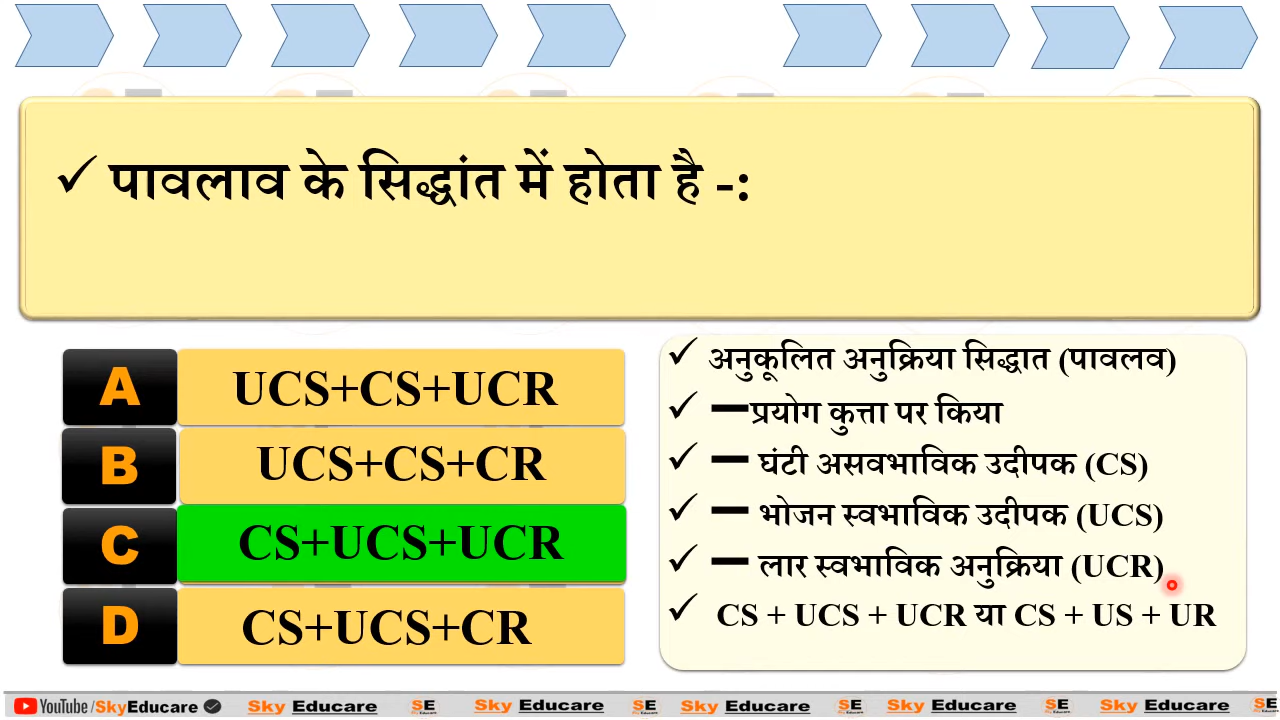 ✓ पावलाव के सिद्धांत में होता है -:
A UCS+CS+UCR
B UCS+CS+CR
C CS+UCS+UCR
D CS+UCS+CR
✓ अनुकूलित अनुक्रिया सिद्धात (पावलव)
✓ –प्रयोग कुत्ता पर किया
✓ – घंटी असवभाविक उदीपक (CS)
✓ – भोजन स्वभाविक उदीपक (UCS)
✓ – लार स्वभाविक अनुक्रिया (UCR)
✓ CS + UCS + UCR या CS + US + UR
YouTube /SkyEducare Sky Educare SE Sky Educare Sky Educare SE Sky Educare SE Sky Educare SE Sky Educare SE